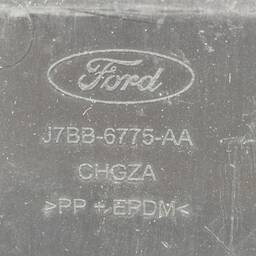 Ford
J7BB-6775-AA
CHGZA
>PP + EPDM<